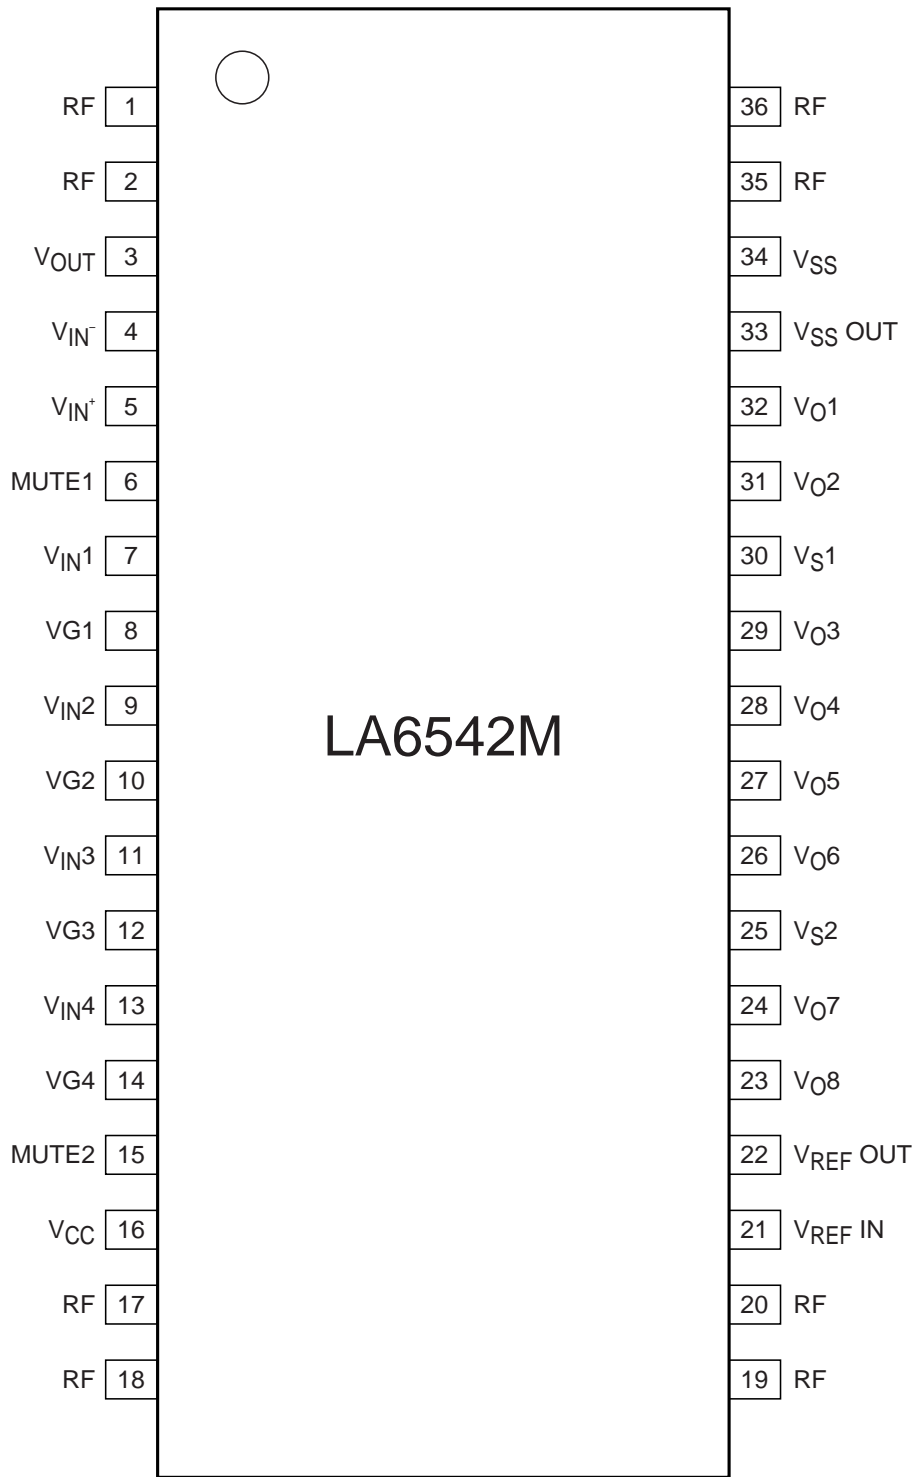 RF 1
36 RF
RF 2
35 RF
VOUT 3
34 VSS
VIN- 4
33 VSS OUT
VIN+ 5
32 VO1
MUTE1 6
31 VO2
VIN1 7
30 VS1
VG1 8
29 VO3
VIN2 9
28 VO4
LA6542M
VG2 10
27 VO5
VIN3 11
26 VO6
VG3 12
25 VS2
VIN4 13
24 VO7
VG4 14
23 VO8
MUTE2 15
22 VREF OUT
VCC 16
21 VREF IN
RF 17
20 RF
RF 18
19 RF